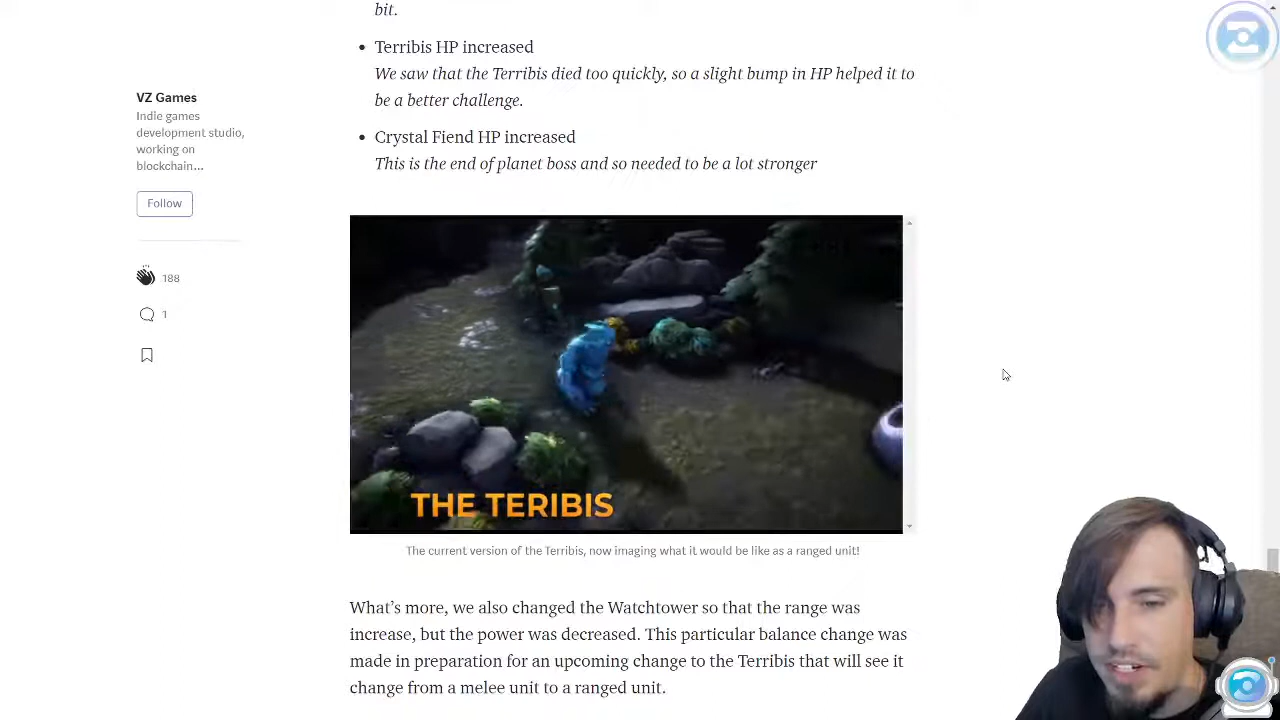 bit.
Terribis HP increased
We saw that the Terribis died too quickly, so a slight bump in HP helped it to
be a better challenge.
Crystal Fiend HP increased
This is the end of planet boss and so needed to be a lot stronger
VZ Games
Indie games
development studio,
working on
blockchain...
Follow
188
1
THE TERIBIS
The current version of the Terribis, now imaging what it would be like as a ranged unit!
What's more, we also changed the Watchtower so that the range was
increase, but the power was decreased. This particular balance change was
made in preparation for an upcoming change to the Terribis that will see it
change from a melee unit to a ranged unit.